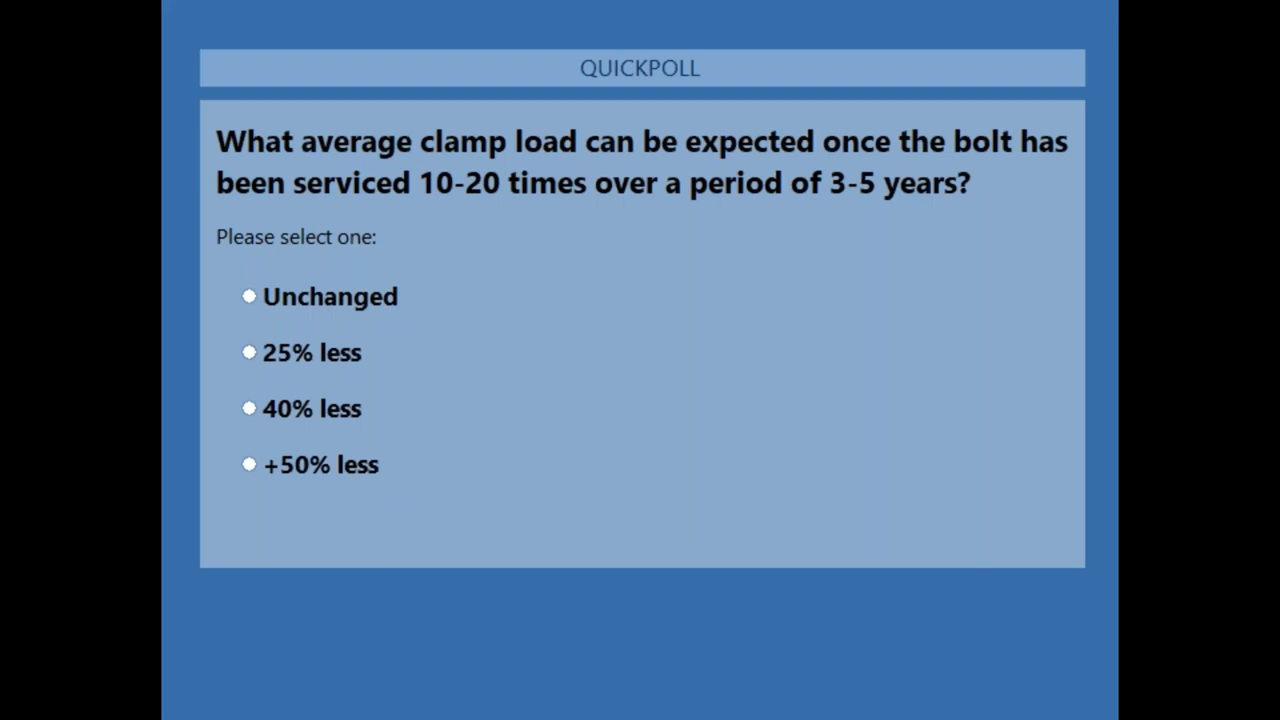 QUICKPOLL
What average clamp load can be expected once the bolt has
been serviced 10-20 times over a period of 3-5 years?
Please select one:
Unchanged
25% less
40% less
+50% less